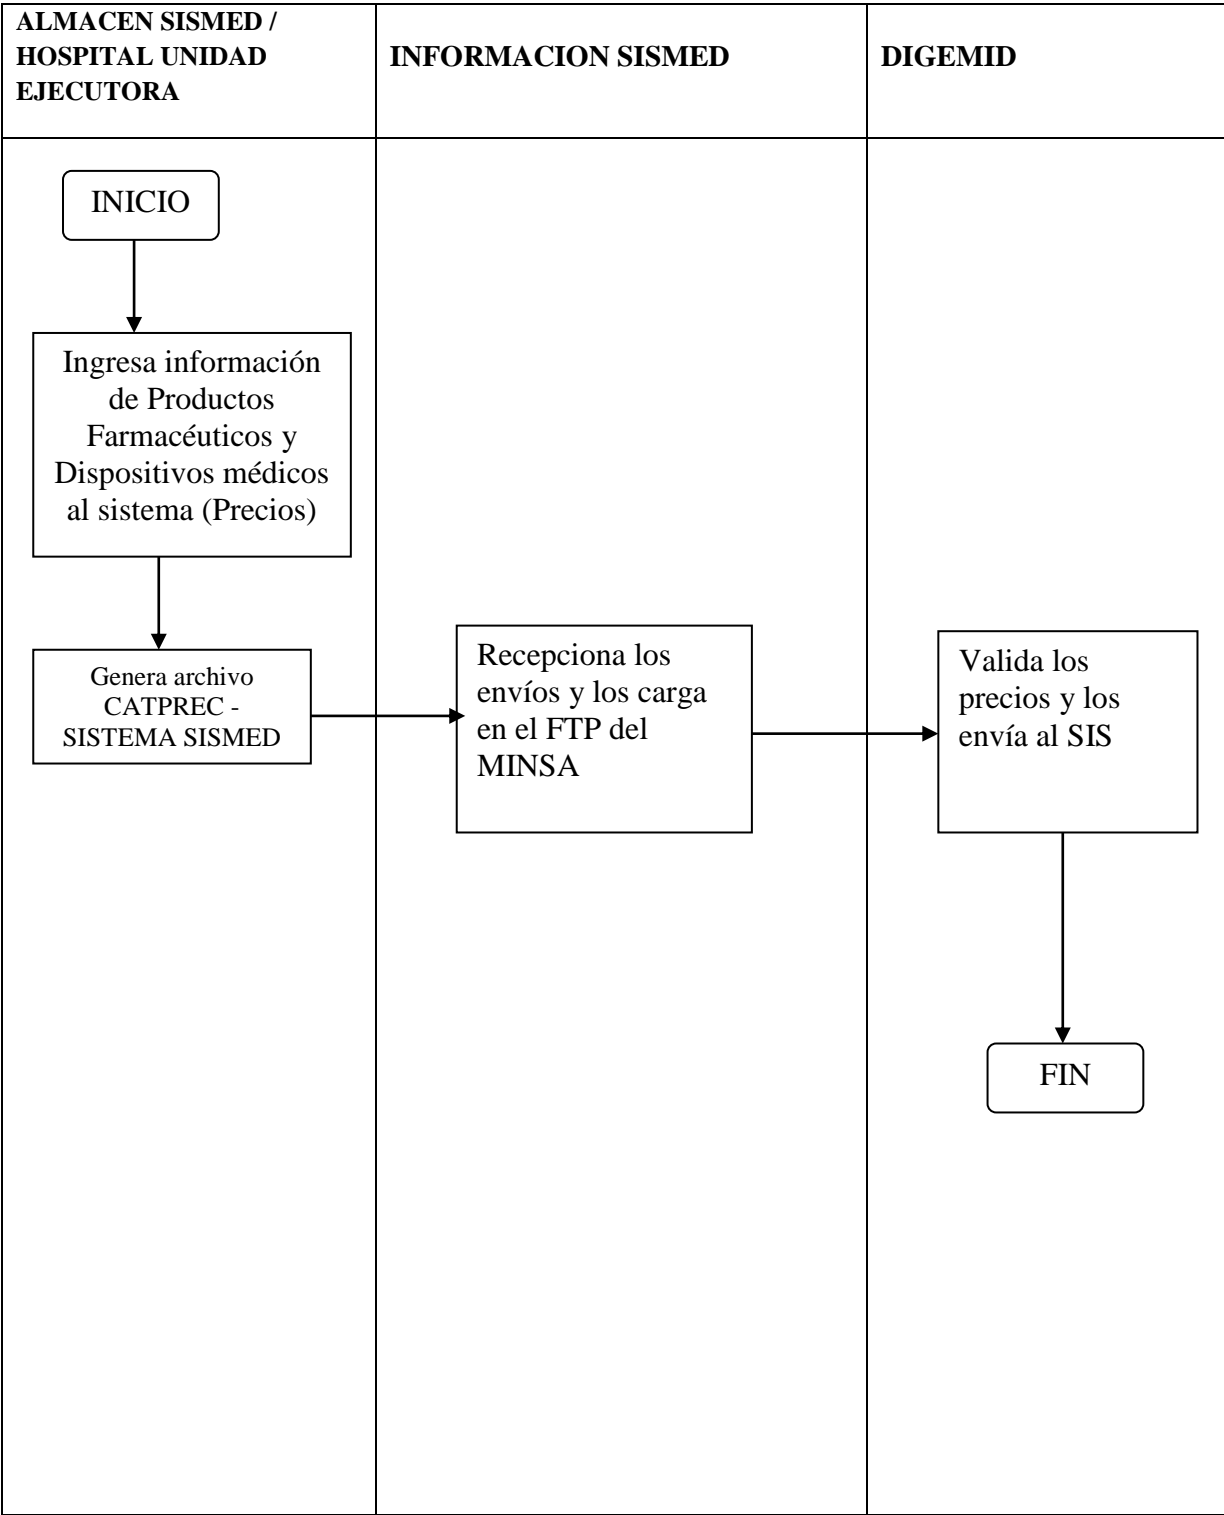 ALMACEN SISMED /
HOSPITAL UNIDAD
EJECUTORA
INFORMACION SISMED
DIGEMID
INICIO
Ingresa información
de Productos
Farmacéuticos y
Dispositivos médicos
al sistema (Precios)
Genera archivo
CATPREC -
SISTEMA SISMED
Recepciona los
envíos y los carga
en el FTP del
MINSA
Valida los
precios y los
envía al SIS
FIN